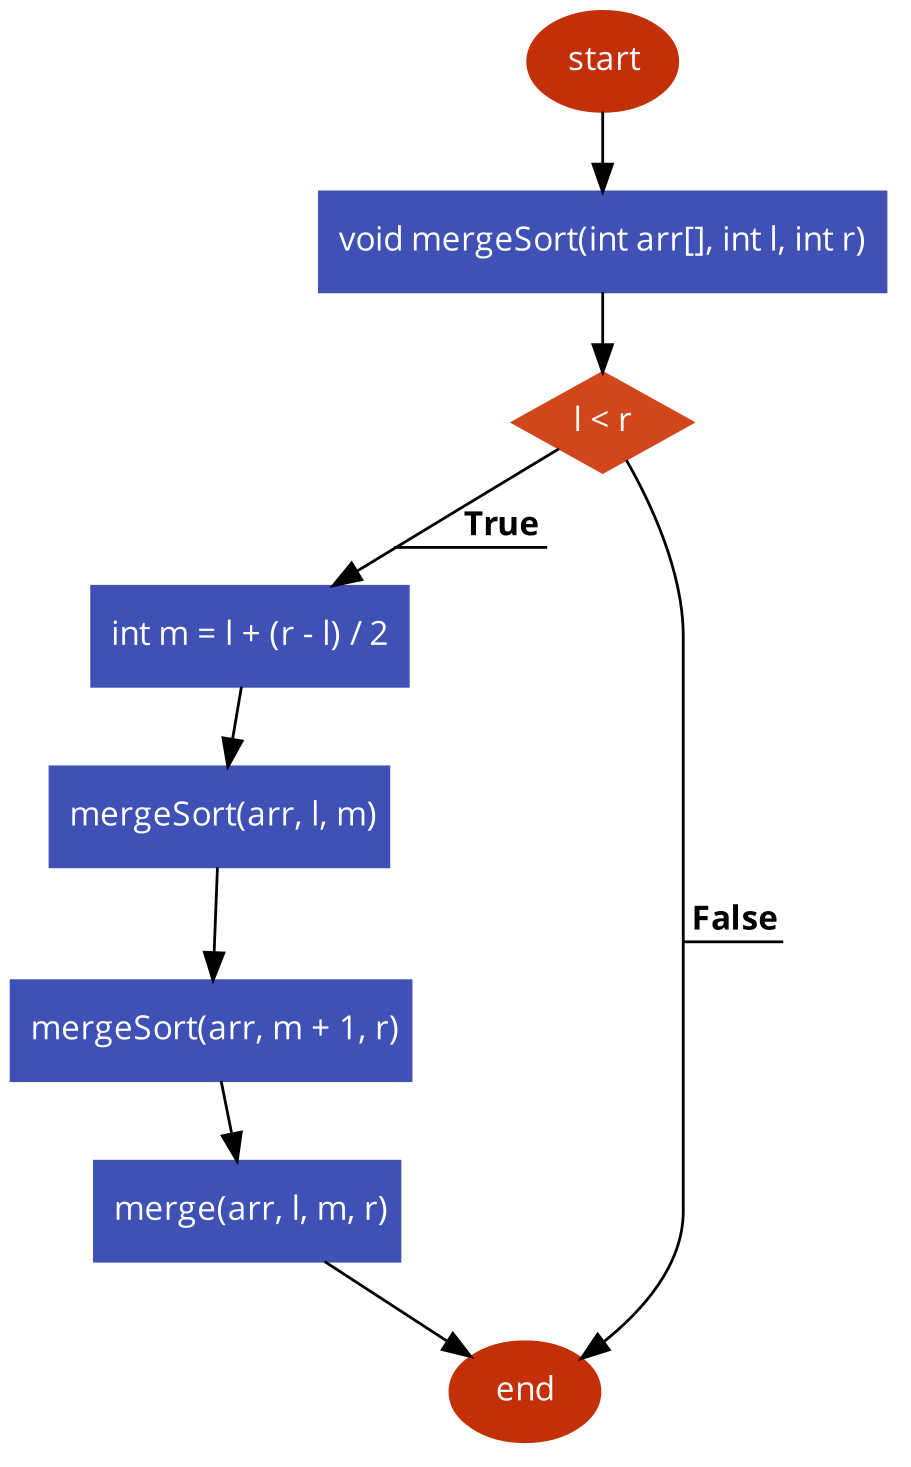 start
void mergeSort(int arr[], int l, int r)
l < r
True
int m = l + (r - l) / 2
mergeSort(arr, l, m)
False
mergeSort(arr, m + 1, r)
merge(arr, l, m, r)
end